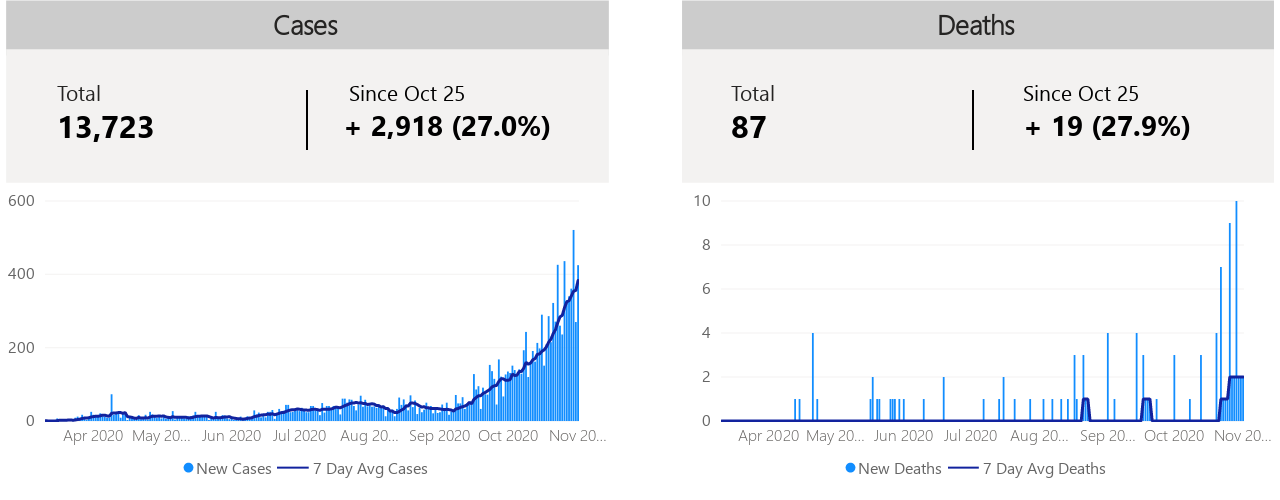 Cases
Total
13,723
Since Oct 25
+ 2,918 (27.0%)
600
400
200
0
Apr 2020 May 20... Jun 2020 Jul 2020 Aug 20... Sep 2020 Oct 2020 Nov 20...
New Cases 7 Day Avg Cases
Deaths
Total
87
Since Oct 25
+ 19 (27.9%)
10
8
6
4
2
0
Apr 2020 May 20... Jun 2020 Jul 2020 Aug 20... Sep 20... Oct 2020 Nov 20...
New Deaths 7 Day Avg Deaths